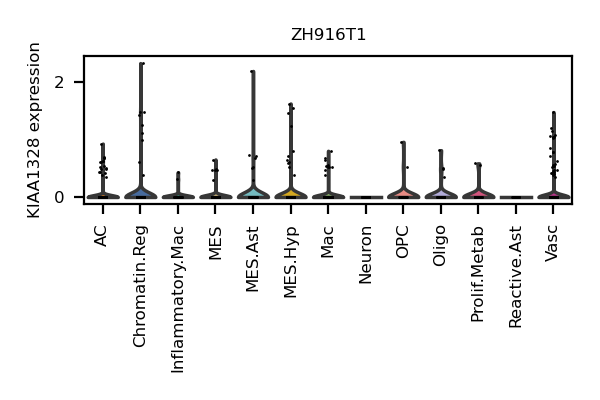 ZH916T1
KIAA1328 expression
2
0
AC
Chromatin.Reg
Inflammatory.Mac
MES
MES.Ast
MES.Hyp
Mac
Neuron
OPC
Oligo
Prolif.Metab
Reactive.Ast
Vasc